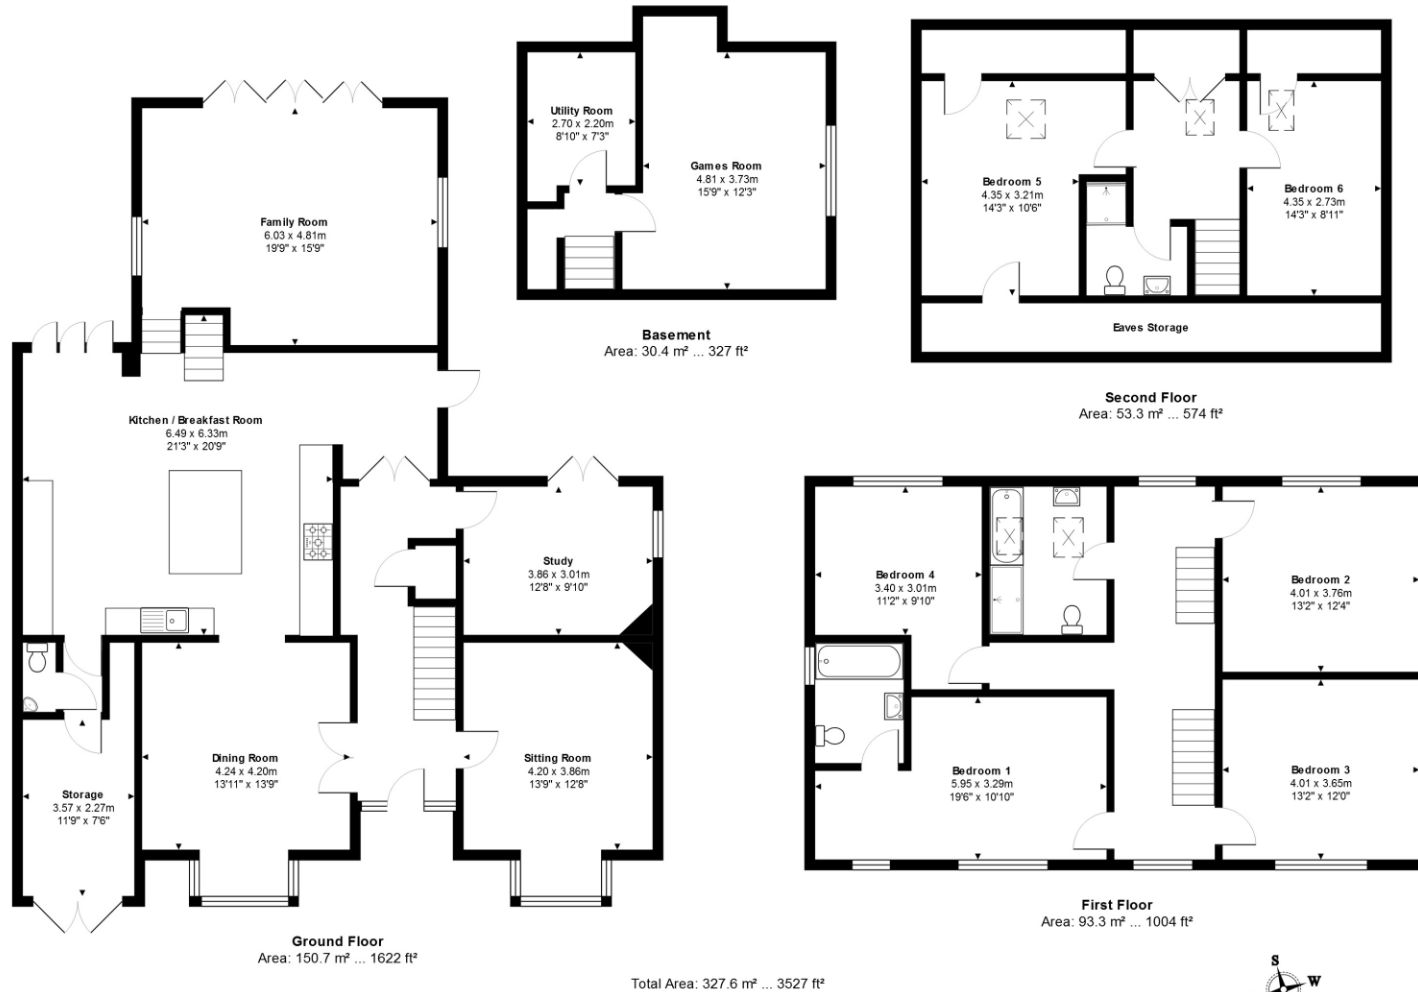 Utility Room
2.70 x 2.20m
8'10" x 7'3"
Games Room
4.81 x 3.73m
15'9" x 12'3"
Basement
Area: 30.4 m² ... 327 ft²
Bedroom 5
4.35 x 3.21m
14'3" x 10'6"
Bedroom 6
4.35 x 2.73m
14'3" x 8'11"
Eaves Storage
Second Floor
Area: 53.3 m² ... 574 ft²
Family Room
6.03 x 4.81m
19'9" x 15'9"
Kitchen / Breakfast Room
6.49 x 6.33m
21'3" x 20'9"
Study
3.86 x 3.01m
12'8" x 9'10"
Dining Room
4.24 x 4.20m
13'11" x 13'9"
Sitting Room
4.20 x 3.86m
13'9" x 12'8"
Storage
3.57 x 2.27m
11'9" x 7'6"
Ground Floor
Area: 150.7 m² ... 1622 ft²
Bedroom 4
3.40 x 3.01m
11'2" x 9'10"
Bedroom 2
4.01 x 3.76m
13'2" x 12'4"
Bedroom 1
5.95 x 3.29m
19'6" x 10'10"
Bedroom 3
4.01 x 3.65m
13'2" x 12'0"
First Floor
Area: 93.3 m² ... 1004 ft²
Total Area: 327.6 m² ... 3527 ft²
S
W